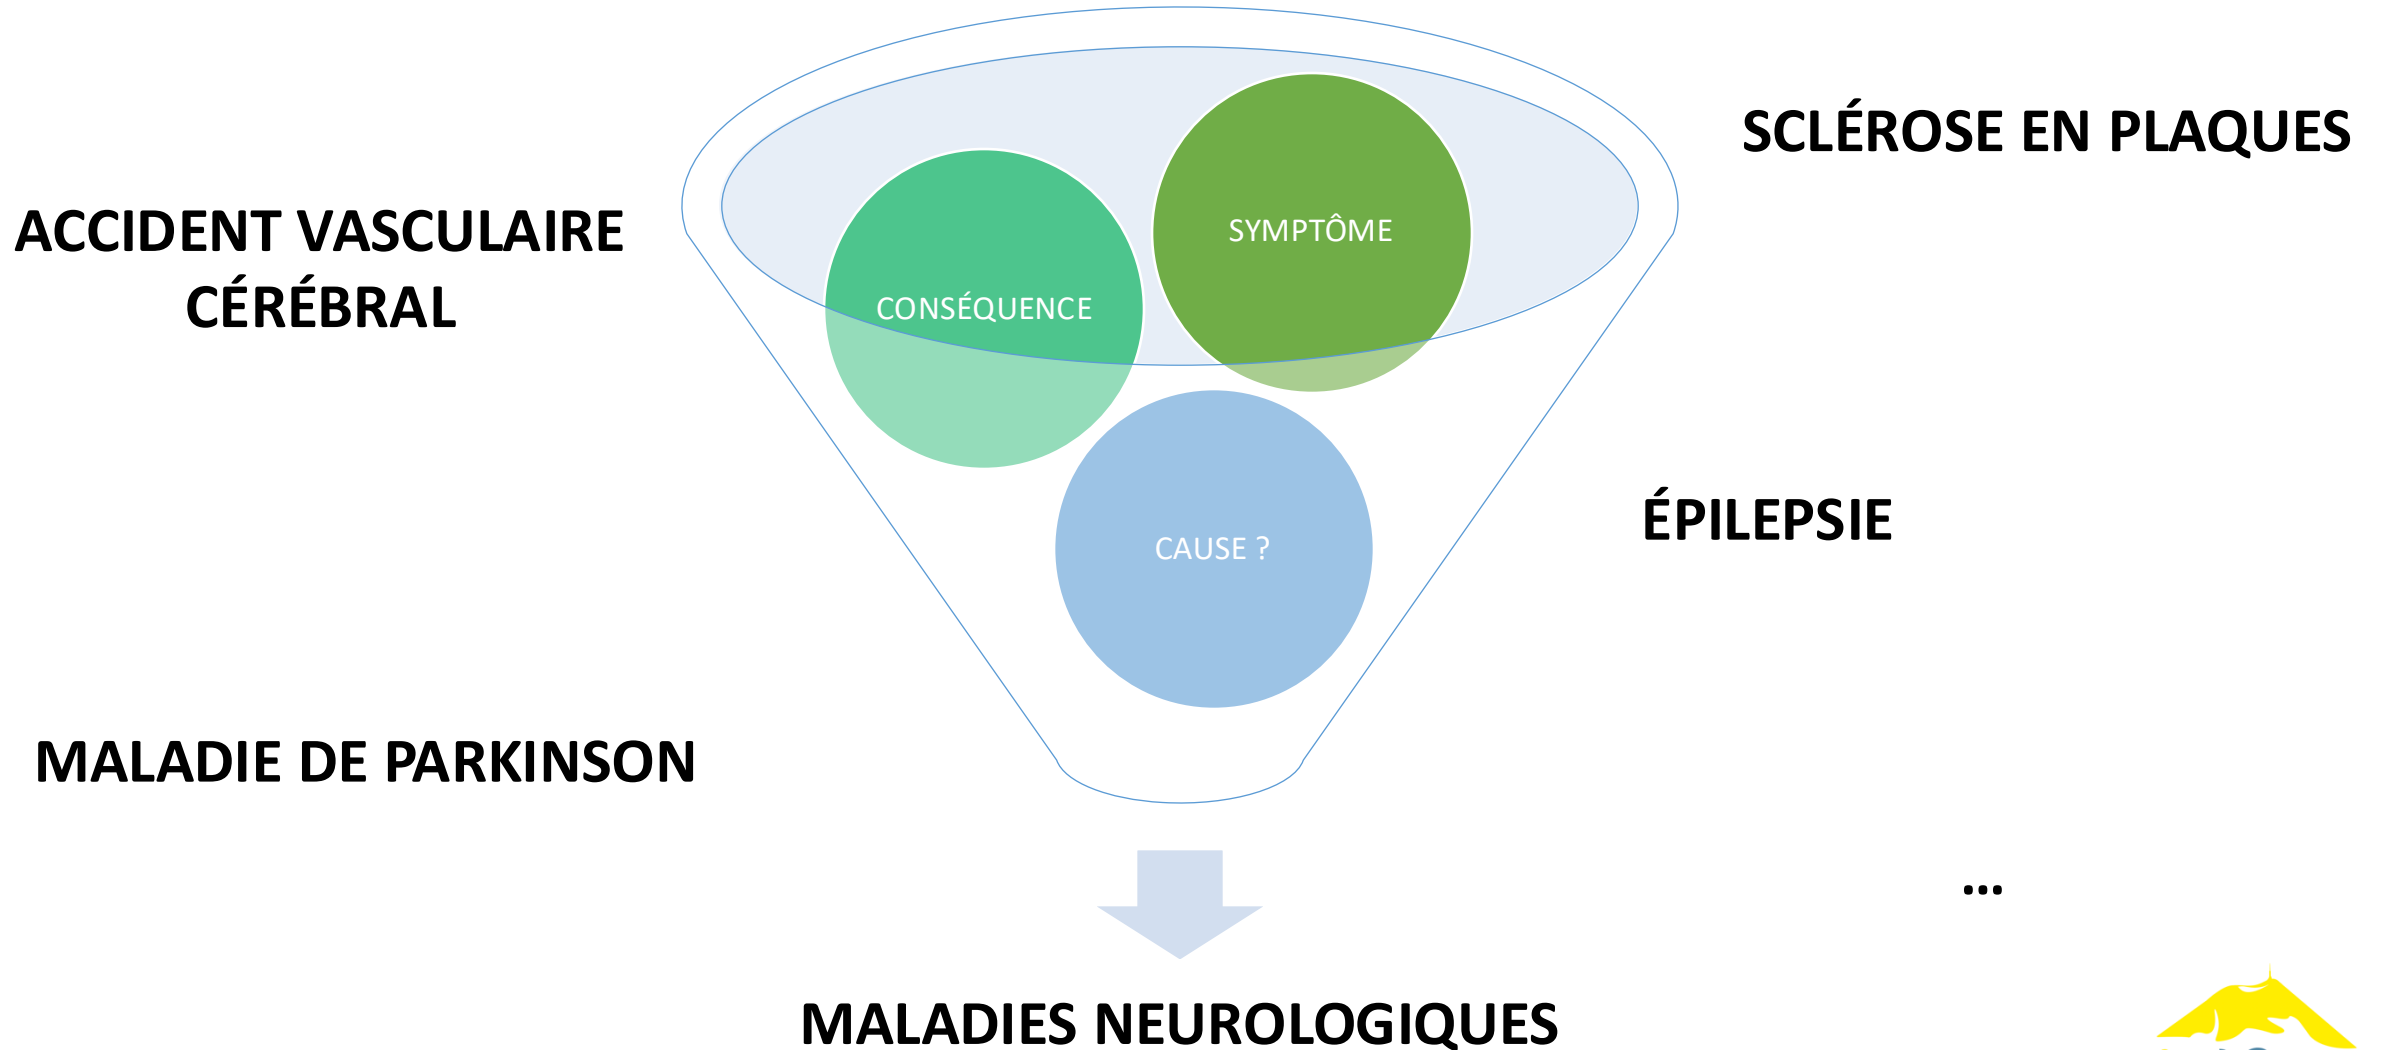 SCLÉROSE EN PLAQUES
ACCIDENT VASCULAIRE
CÉRÉBRAL
SYMPTÔME
CONSÉQUENCE
CAUSE ?
ÉPILEPSIE
MALADIE DE PARKINSON
...
MALADIES NEUROLOGIQUES